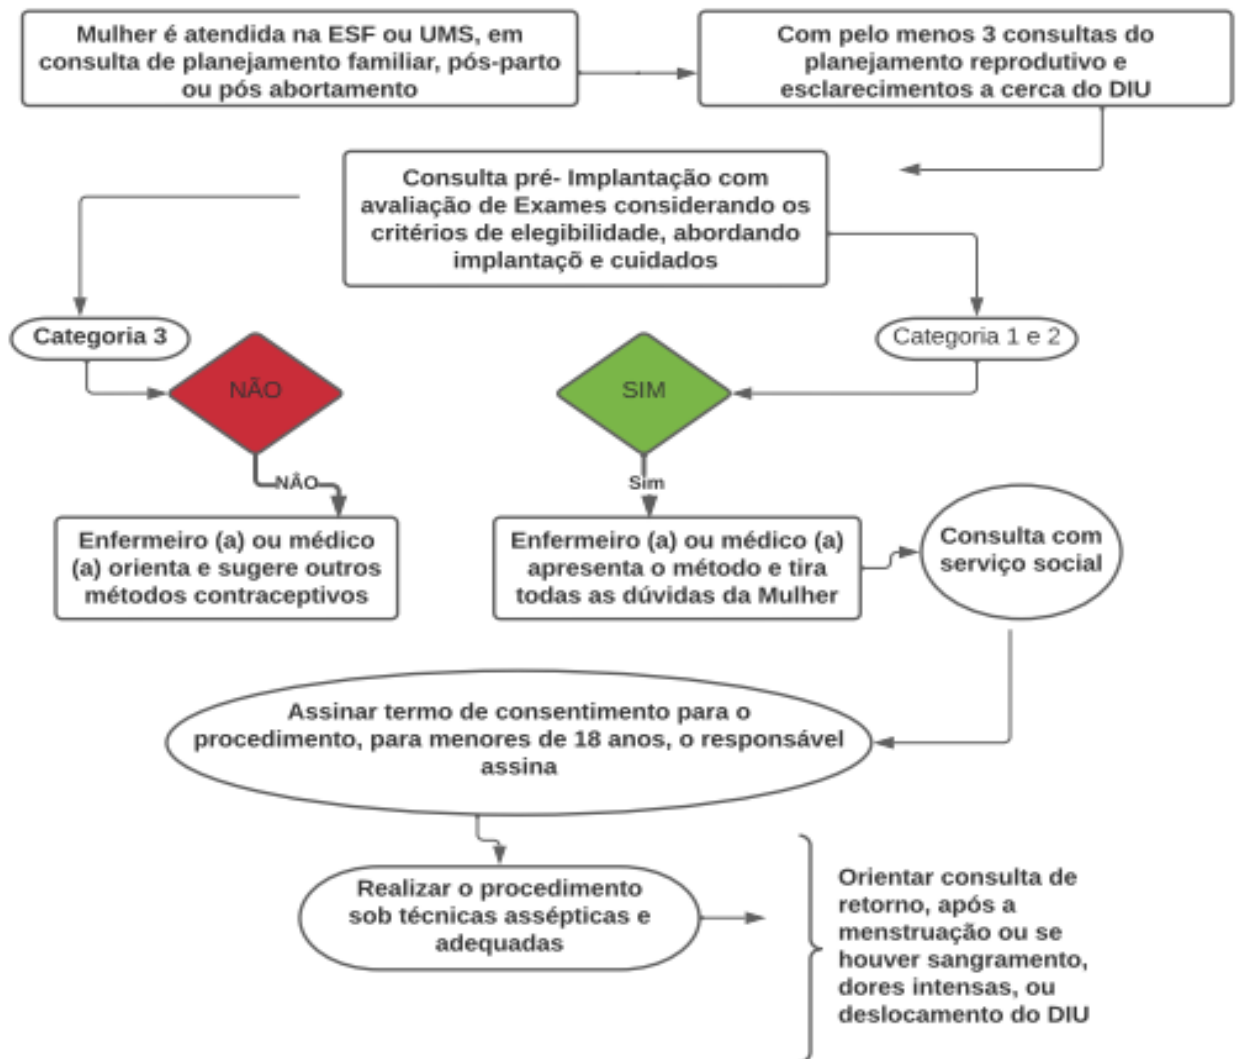 Mulher é atendida na ESF ou UMS, em
consulta de planejamento familiar, pós-parto
ou pós abortamento
Com pelo menos 3 consultas do
planejamento reprodutivo e
esclarecimentos a cerca do DIU
Consulta pré- Implantação com
avaliação de Exames considerando os
critérios de elegibilidade, abordando
implantaçõ e cuidados
Categoria 3
Categoria 1 e 2
NÃO
SIM
NÃO
Sim
Enfermeiro (a) ou médico
(a) orienta e sugere outros
métodos contraceptivos
Enfermeiro (a) ou médico (a)
apresenta o método e tira
todas as dúvidas da Mulher
Consulta com
serviço social
Assinar termo de consentimento para o
procedimento, para menores de 18 anos, o responsável
assina
Realizar o procedimento
sob técnicas assépticas e
adequadas
Orientar consulta de
retorno, após a
menstruação ou se
houver sangramento,
dores intensas, ou
deslocamento do DIU